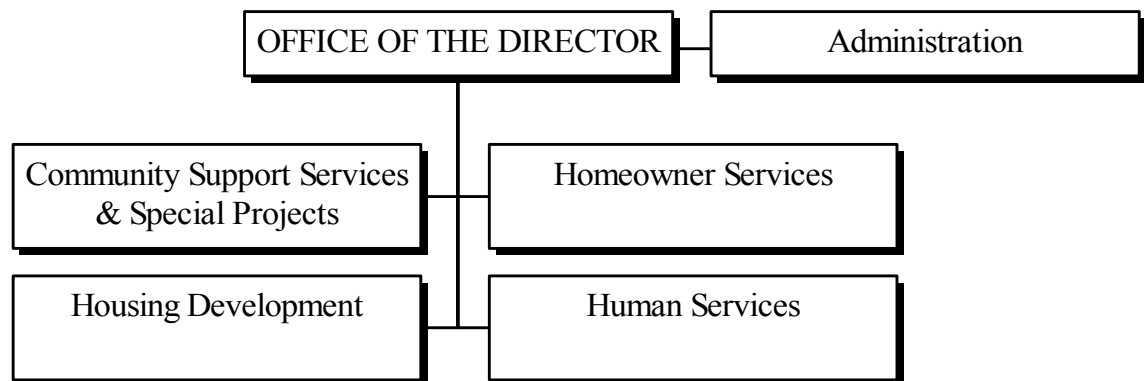 OFFICE OF THE DIRECTOR
Administration
Community Support Services
& Special Projects
Homeowner Services
Housing Development
Human Services